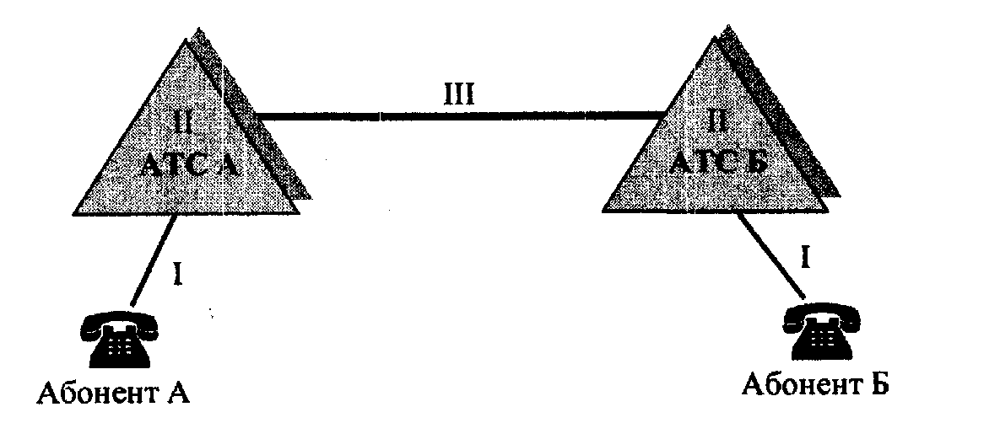 III
II
АТС А
II
АТС Б
I
I
Абонент А
Абонент Б